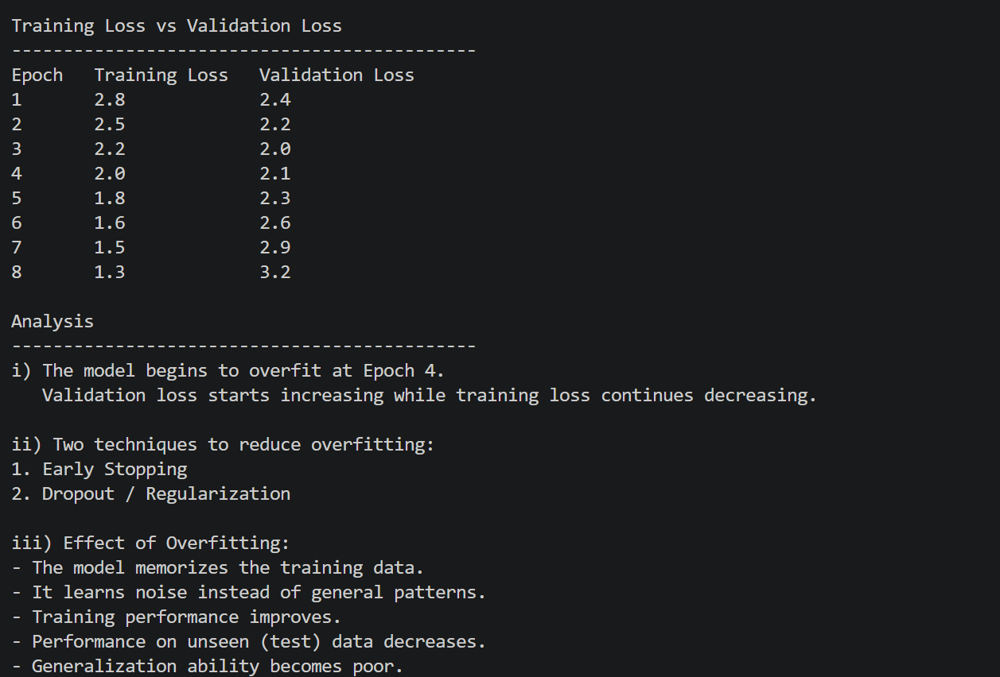 Training Loss vs Validation Loss
---------------------------------------------
Epoch   Training Loss   Validation Loss
1       2.8             2.4
2       2.5             2.2
3       2.2             2.0
4       2.0             2.1
5       1.8             2.3
6       1.6             2.6
7       1.5             2.9
8       1.3             3.2
Analysis
---------------------------------------------
i) The model begins to overfit at Epoch 4.
   Validation loss starts increasing while training loss continues decreasing.
ii) Two techniques to reduce overfitting:
1. Early Stopping
2. Dropout / Regularization
iii) Effect of Overfitting:
- The model memorizes the training data.
- It learns noise instead of general patterns.
- Training performance improves.
- Performance on unseen (test) data decreases.
- Generalization ability becomes poor.